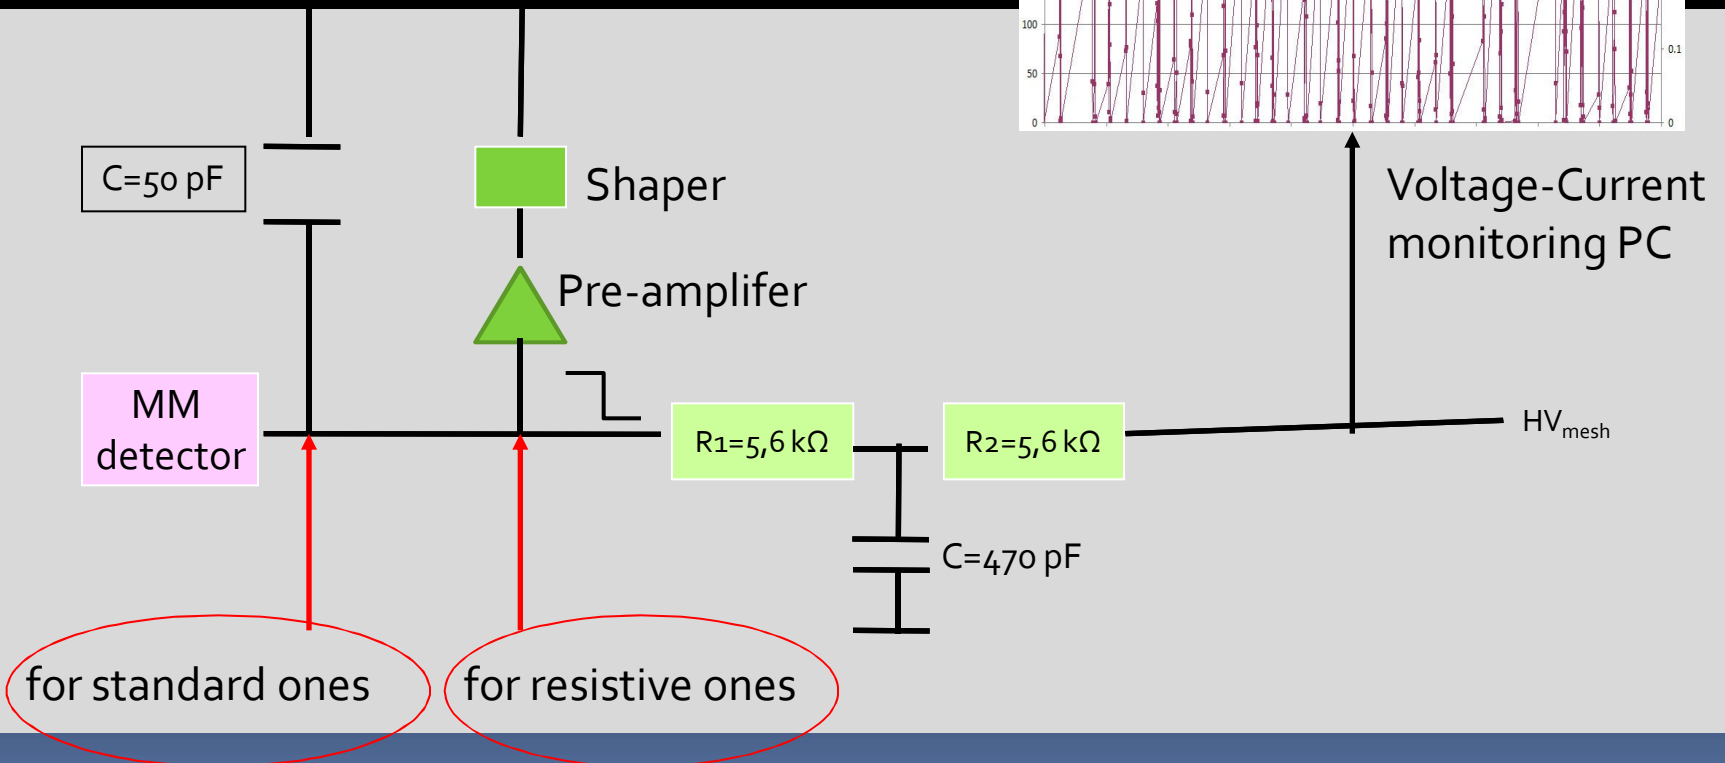 100
0.1
50
0
0
C=50 pF
Shaper
Voltage-Current
monitoring PC
Pre-amplifer
MM
detector
R1=5,6 kΩ
R2=5,6 kΩ
HVmesh
C=470 pF
for standard ones
for resistive ones